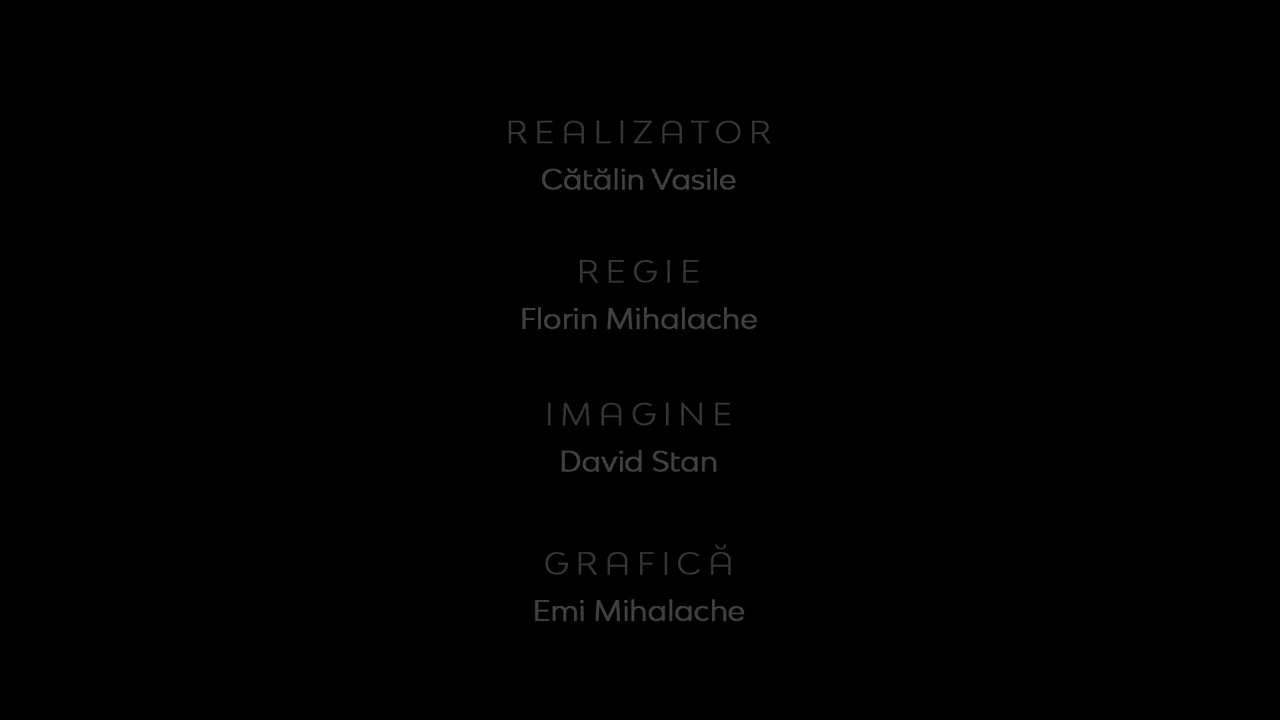 REALIZATOR
Cătălin Vasile
REGIE
Florin Mihalache
IMAGINE
David Stan
GRAFICĂ
Emi Mihalache